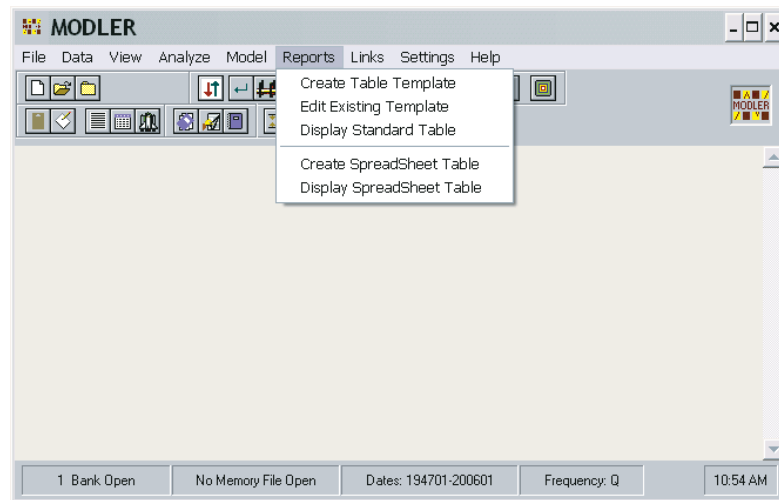 MODLER
File Data View Analyze Model Reports Links Settings Help
Create Table Template
Edit Existing Template
Display Standard Table
Create SpreadSheet Table
Display SpreadSheet Table
MODLER
1 Bank Open No Memory File Open Dates: 194701-200601 Frequency: Q 10:54 AM